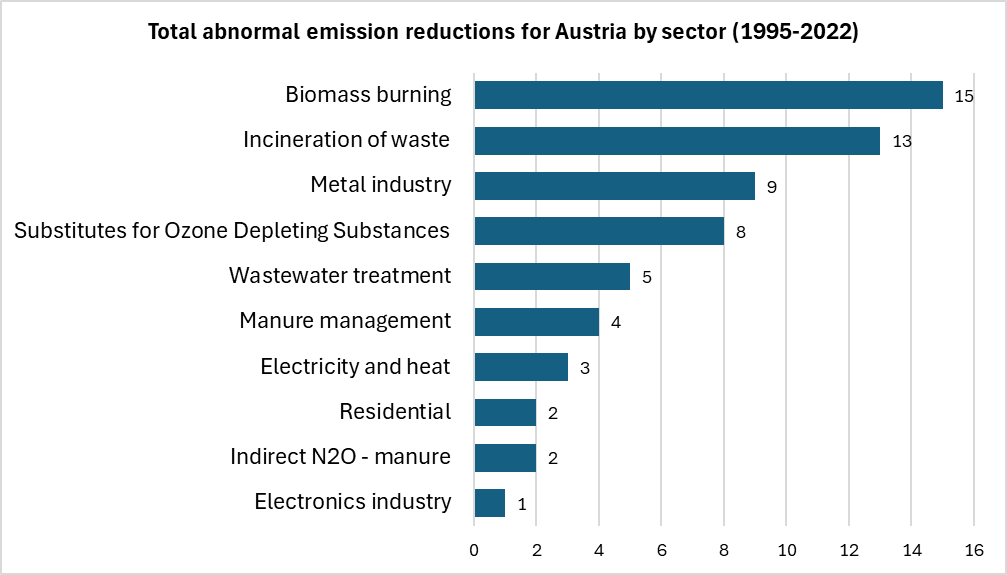 Total abnormal emission reductions for Austria by sector (1995-2022)
Biomass burning 15
Incineration of waste 13
Metal industry 9
Substitutes for Ozone Depleting Substances 8
Wastewater treatment 5
Manure management 4
Electricity and heat 3
Residential 2
Indirect N2O - manure 2
Electronics industry 1
0 2 4 6 8 10 12 14 16